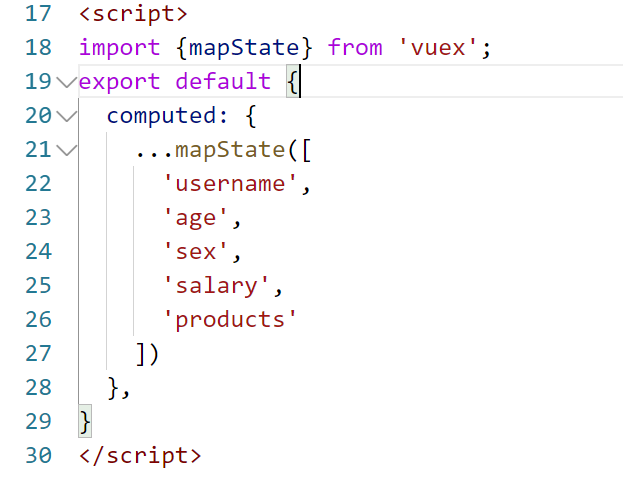 17 <script>
18 import {mapState} from 'vuex';
19 export default {
20   computed: {
21     ...mapState([
22       'username',
23       'age',
24       'sex',
25       'salary',
26       'products'
27     ])
28   },
29 }
30 </script>